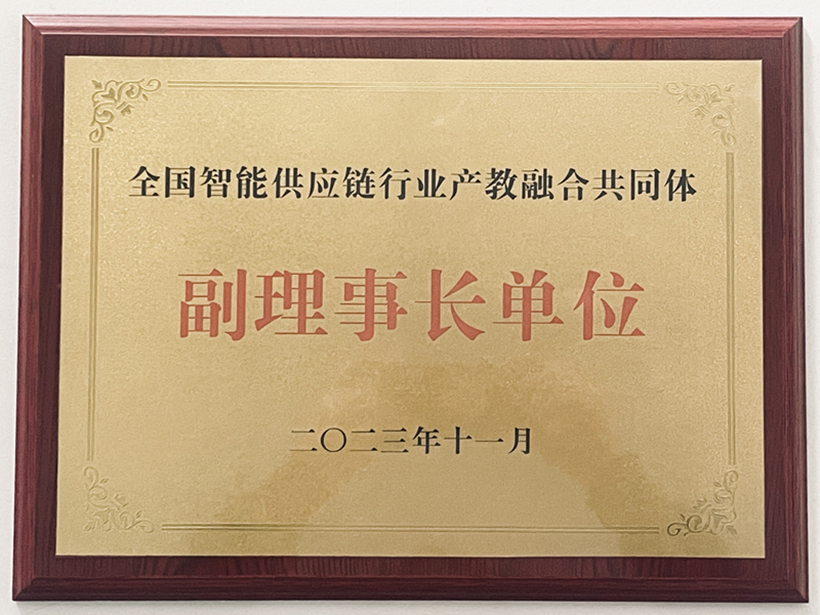 全国智能供应链行业产教融合共同体
副理事长单位
二〇二三年十一月